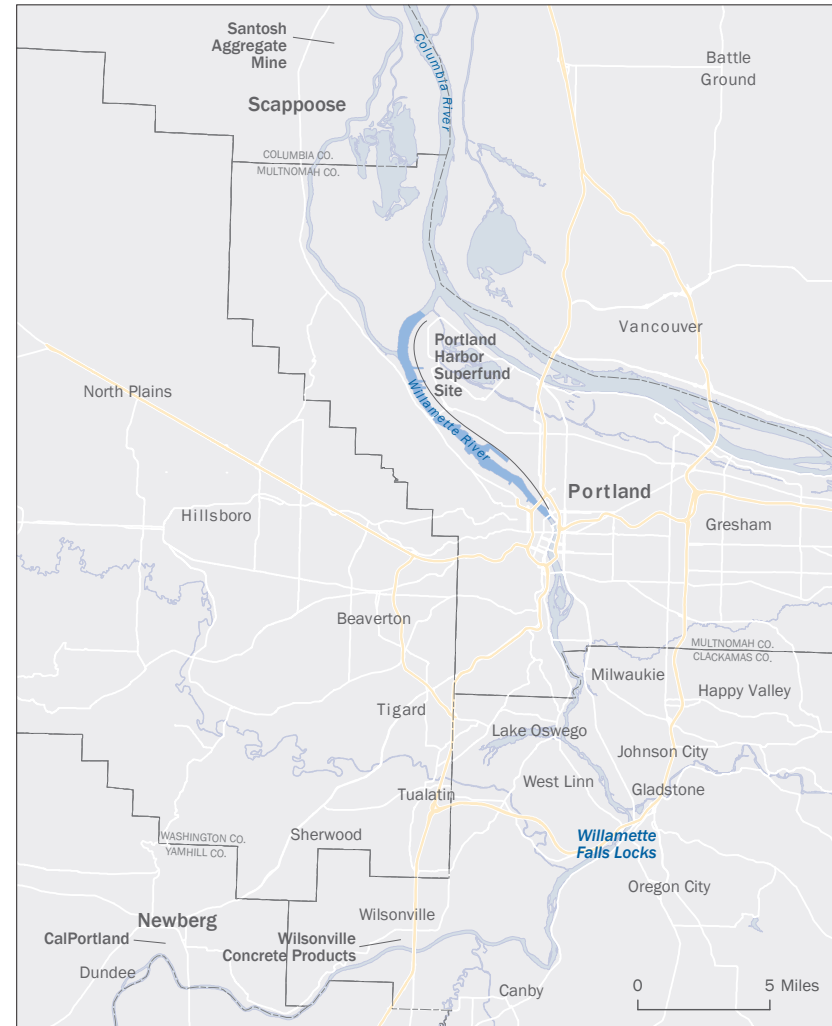 Santosh
Aggregate
Mine
Columbia River
Battle
Ground
Scappoose
COLUMBIA CO.
MULTNOMAH CO.
Vancouver
Portland
Harbor
Superfund
Site
North Plains
Willamette River
Portland
Hillsboro
Gresham
Beaverton
MULTNOMAH CO.
CLACKAMAS CO.
Milwaukie
Happy Valley
Tigard
Lake Oswego
Johnson City
West Linn
Gladstone
Tualatin
Sherwood
WASHINGTON CO.
YAMHILL CO.
Willamette
Falls Locks
Oregon City
Newberg
Wilsonville
CalPortland
Wilsonville
Concrete Products
Dundee
Canby
0 5 Miles